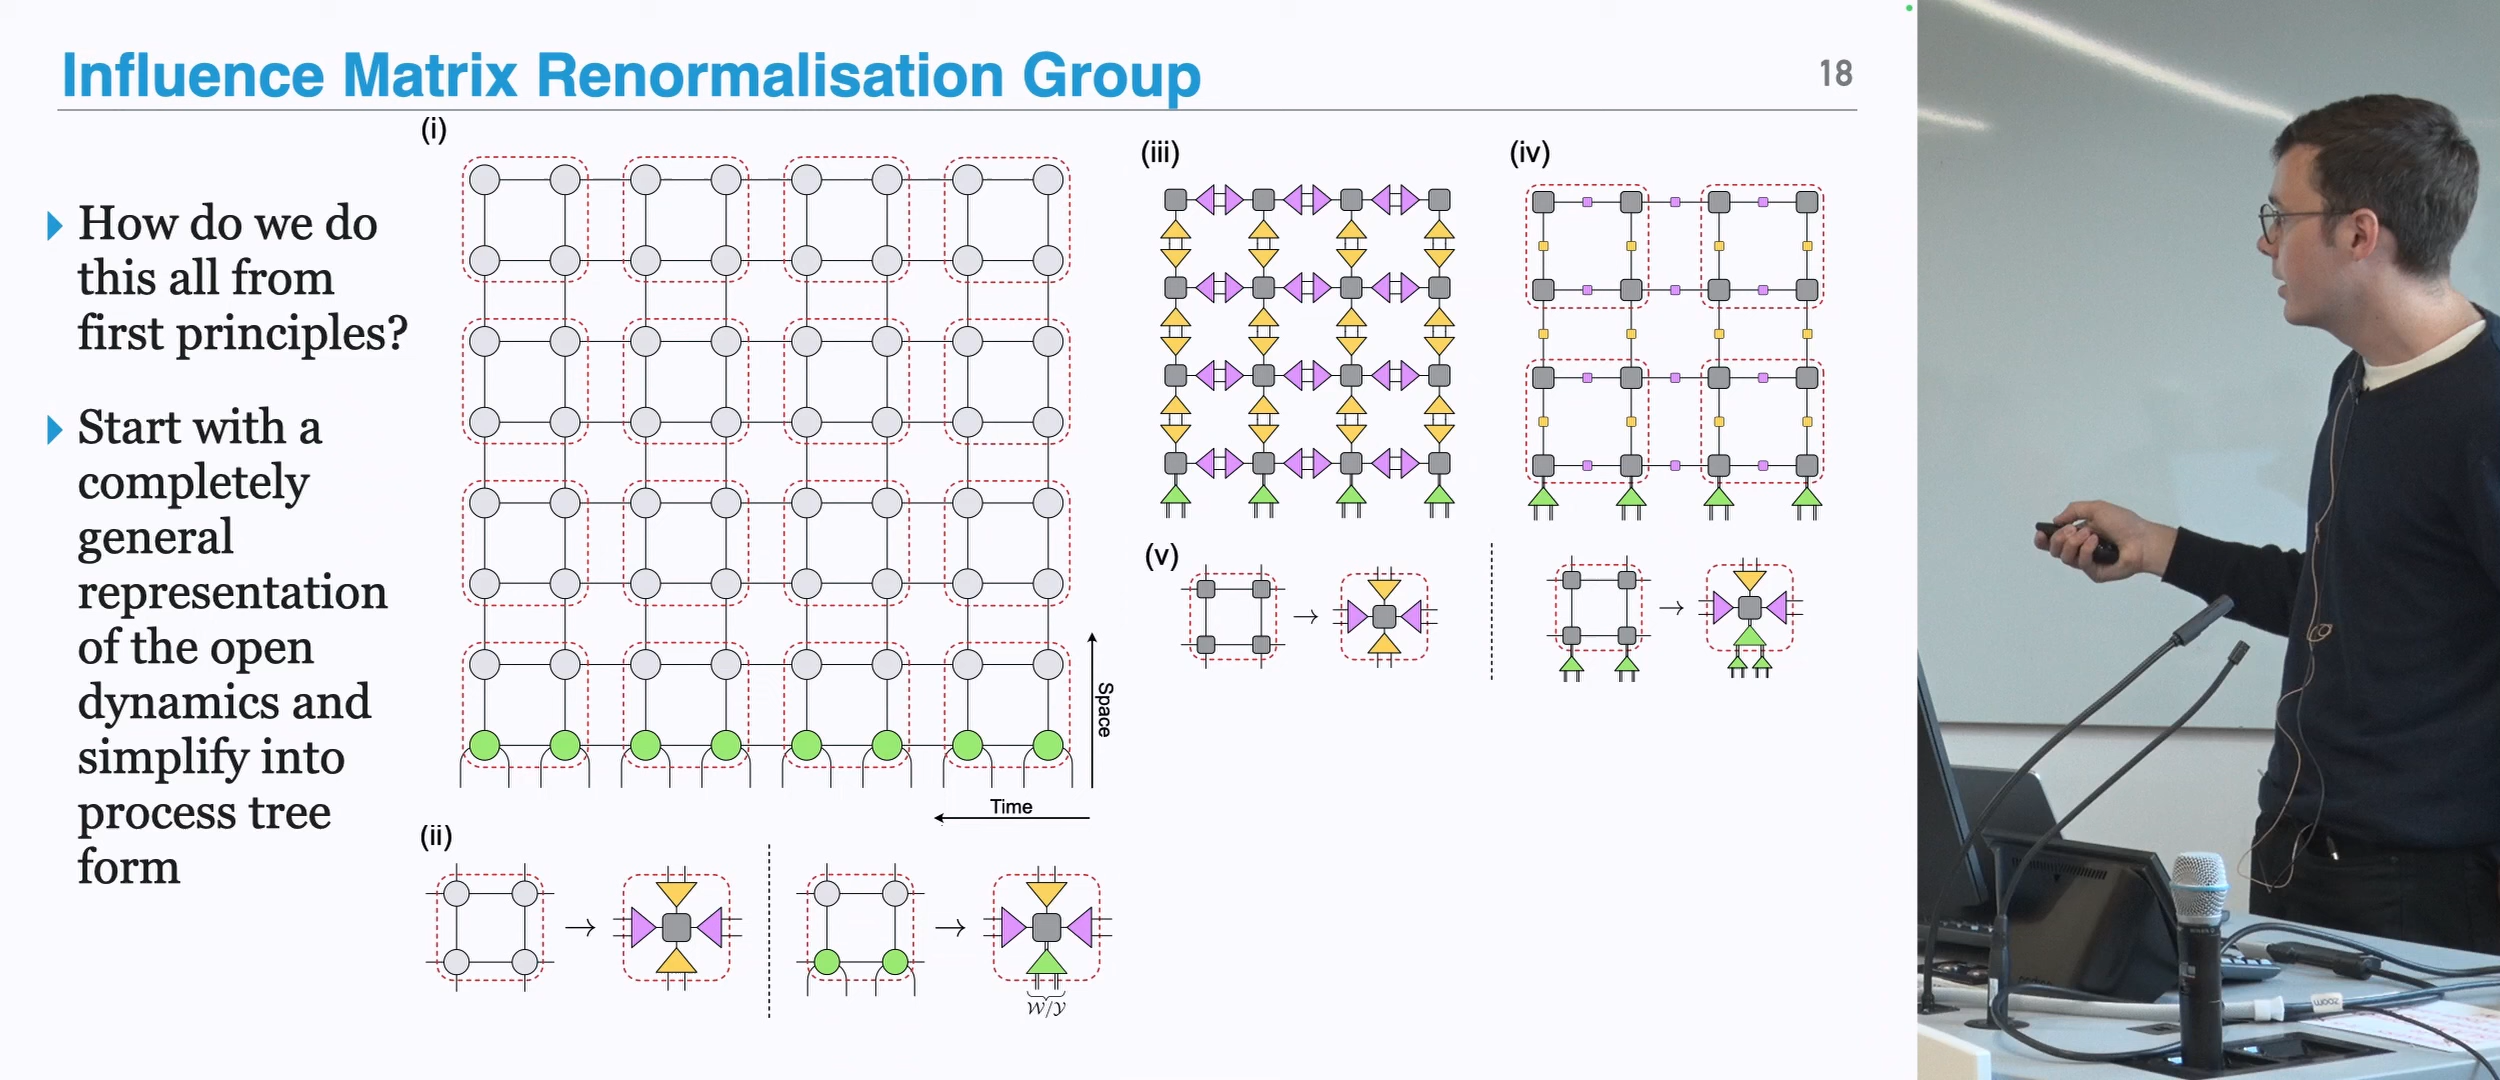 Influence Matrix Renormalisation Group
18
How do we do
this all from
first principles?
Start with a
completely
general
representation
of the open
dynamics and
simplify into
process tree
form
(i)
Space
Time
(ii)
w/y
(iii)
(iv)
(v)
wooz